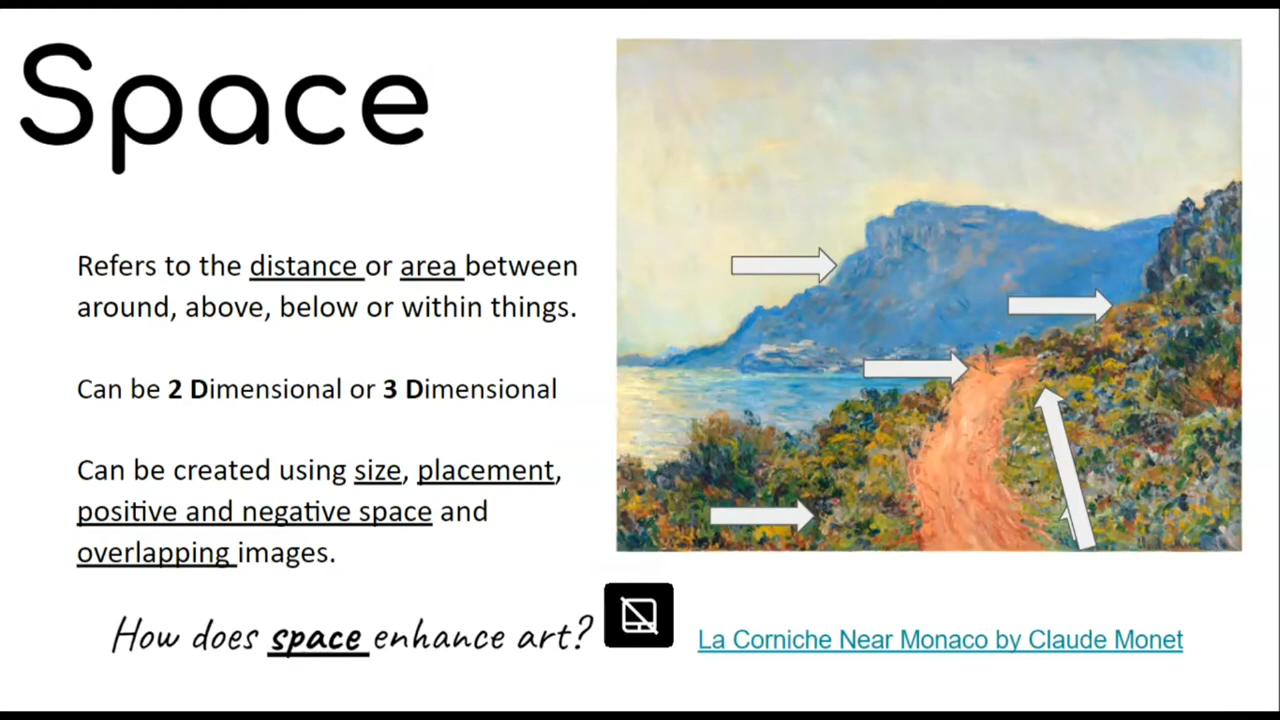 Space
Refers to the distance or area between
around, above, below or within things.
Can be 2 Dimensional or 3 Dimensional
Can be created using size, placement,
positive and negative space and
overlapping images.
How does space enhance art?
La Corniche Near Monaco by Claude Monet